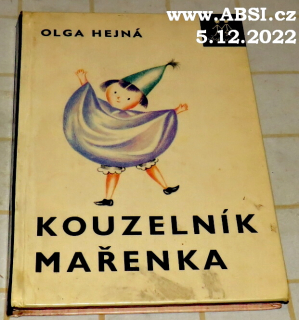 www.ABSI.cz
5.12.2022
OLGA HEJNÁ
KOUZELNÍK
MAŘENKA